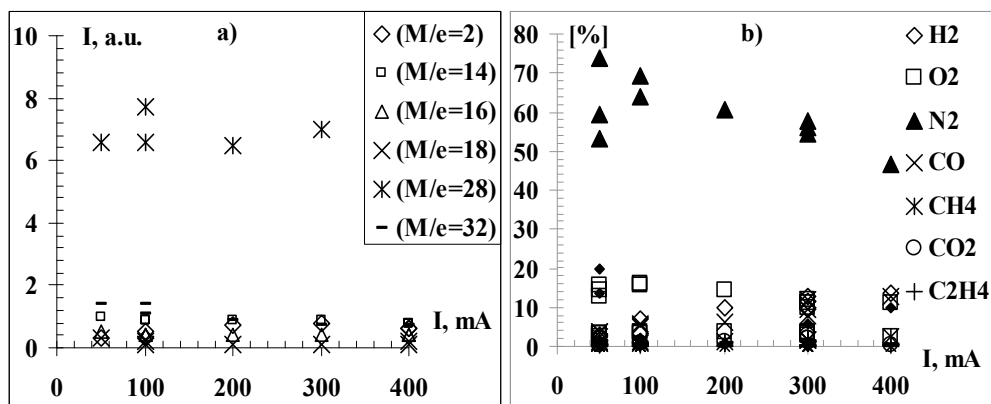 I, a.u.
a)
10
8
6
4
2
0
0 100 200 300 400
I, mA
(M/e=2)
(M/e=14)
(M/e=16)
(M/e=18)
(M/e=28)
(M/e=32)
[%]
b)
80
70
60
50
40
30
20
10
0
0 100 200 300 400
I, mA
H2
O2
N2
CO
CH4
CO2
C2H4